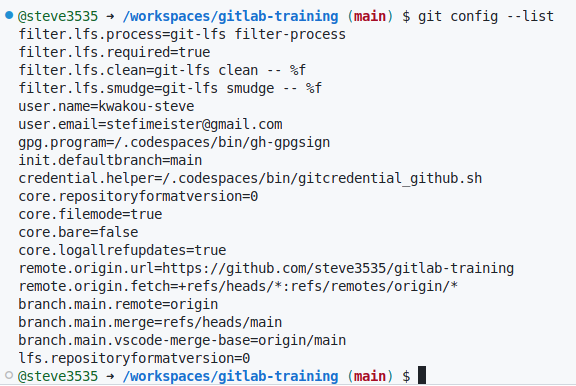 @steve3535 ➜ /workspaces/gitlab-training (main) $ git config --list
filter.lfs.process=git-lfs filter-process
filter.lfs.required=true
filter.lfs.clean=git-lfs clean -- %f
filter.lfs.smudge=git-lfs smudge -- %f
user.name=kwakou-steve
user.email=stefimeister@gmail.com
gpg.program=/.codespaces/bin/gh-gpgsign
init.defaultbranch=main
credential.helper=/.codespaces/bin/gitcredential_github.sh
core.repositoryformatversion=0
core.filemode=true
core.bare=false
core.logallrefupdates=true
remote.origin.url=https://github.com/steve3535/gitlab-training
remote.origin.fetch=+refs/heads/*:refs/remotes/origin/*
branch.main.remote=origin
branch.main.merge=refs/heads/main
branch.main.vscode-merge-base=origin/main
lfs.repositoryformatversion=0
@steve3535 ➜ /workspaces/gitlab-training (main) $